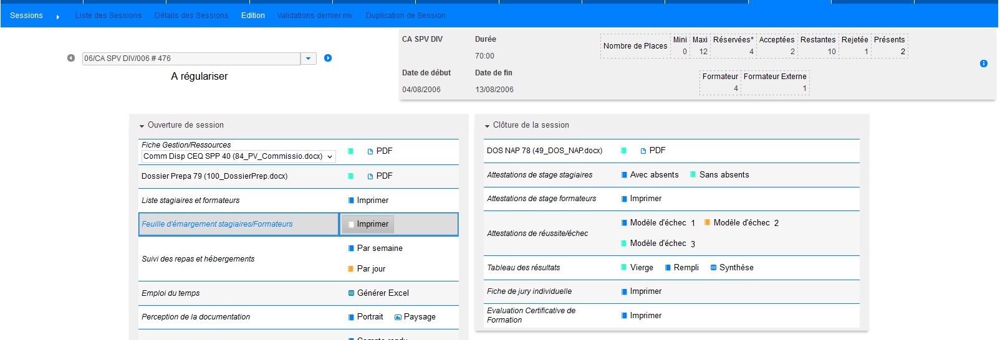 Sessions Liste des Sessions Détails des Sessions Edition Validations dernier niv. Duplication de Session
06/CA SPV DIV/006 # 476
A régulariser
CA SPV DIV Durée
70:00
Date de début Date de fin
04/08/2006 13/08/2006
Nombre de Places Mini Maxi Réservées* Acceptées Restantes Rejetée Présents
0 12 4 2 10 1 2
Formateur Formateur Externe
4 1
Ouverture de session
Fiche Gestion/Ressources
Comm Disp CEQ SPP 40 (84_PV_Commissio.docx) PDF
Dossier Prepa 79 (100_DossierPrep.docx) PDF
Liste stagiaires et formateurs Imprimer
Feuille d'émargement stagiaires/Formateurs Imprimer
Suivi des repas et hébergements Par semaine
Par jour
Emploi du temps Générer Excel
Perception de la documentation Portrait Paysage
Compte rendu
Clôture de la session
DOS NAP 78 (49_DOS_NAP.docx) PDF
Attestations de stage stagiaires Avec absents Sans absents
Attestations de stage formateurs Imprimer
Attestations de réussite/échec Modèle d'échec 1 Modèle d'échec 2
Modèle d'échec 3
Tableau des résultats Vierge Rempli Synthèse
Fiche de jury individuelle Imprimer
Evaluation Certificative de
Formation Imprimer